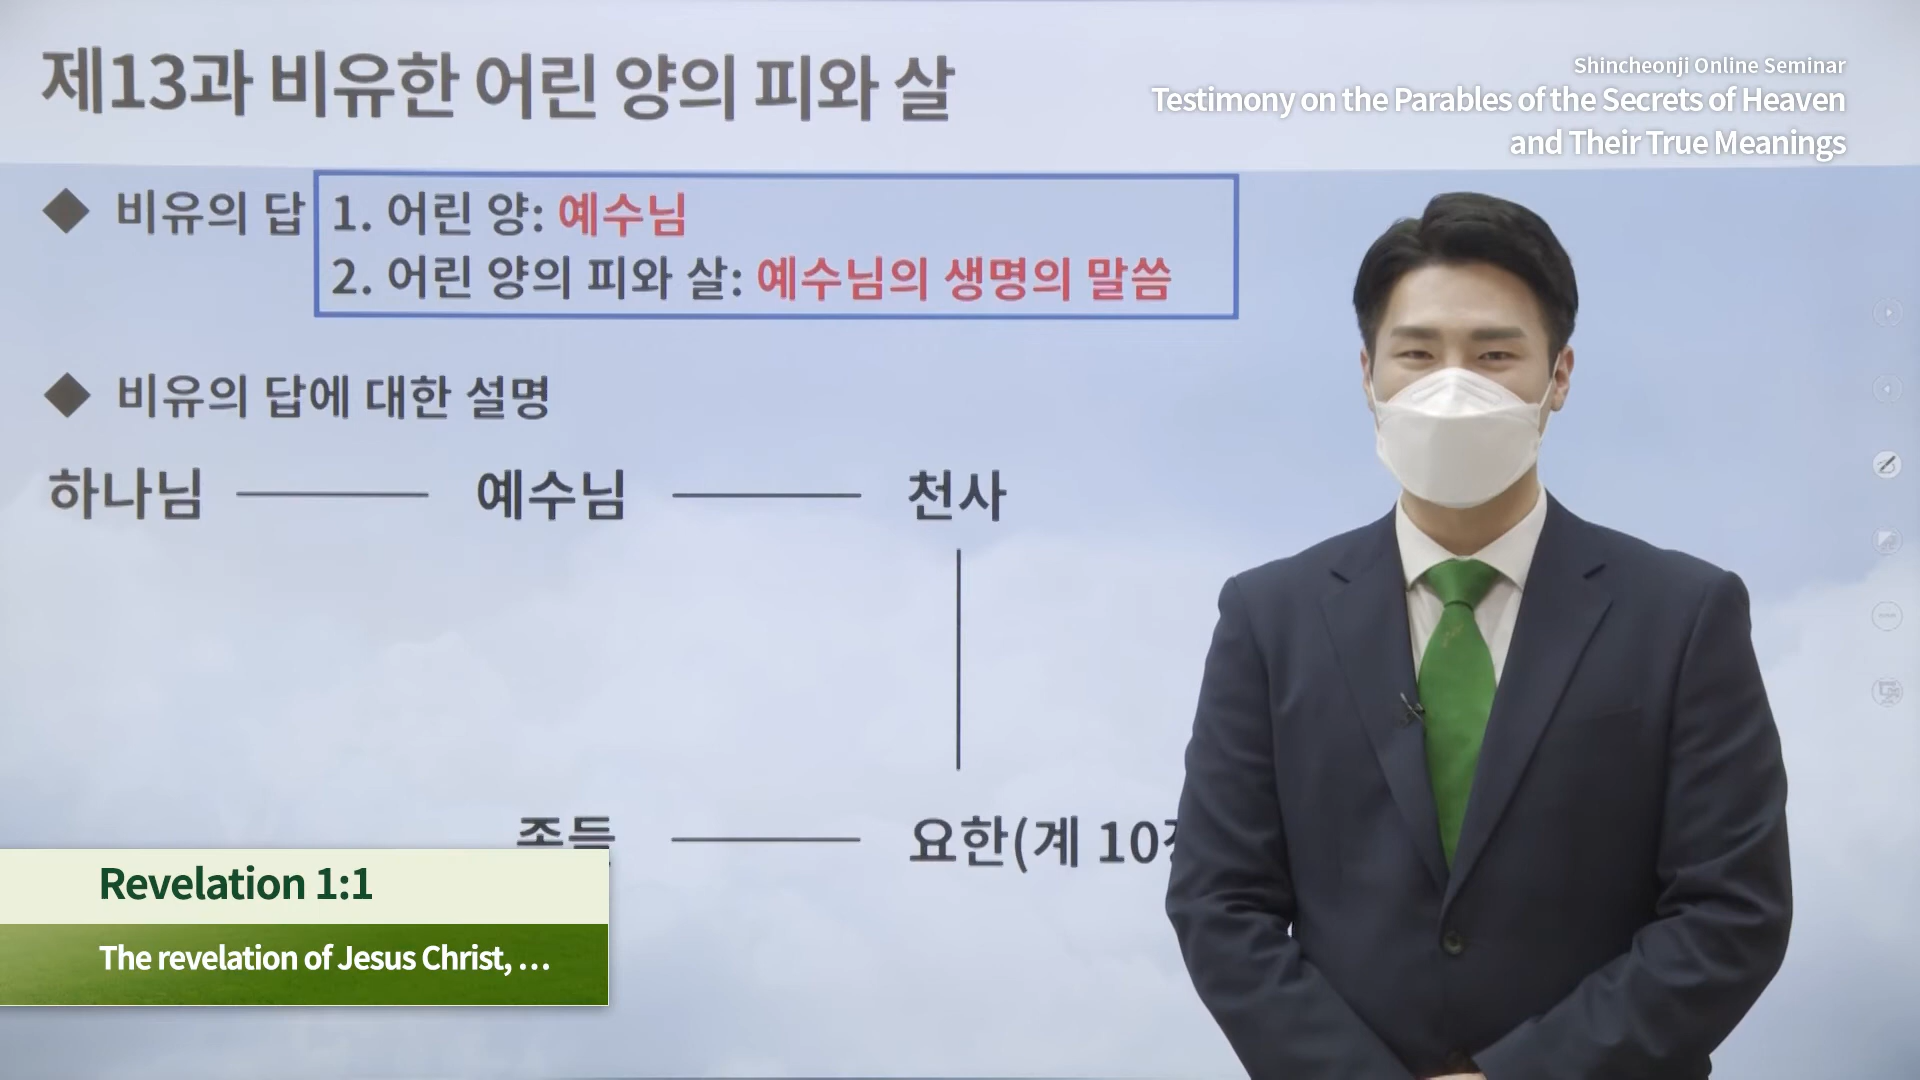 제13과 비유한 어린 양의 피와 살
Shincheonji Online Seminar
Testimony on the Parables of the Secrets of Heaven
and Their True Meanings
◆ 비유의 답
1. 어린 양: 예수님
2. 어린 양의 피와 살: 예수님의 생명의 말씀
◆ 비유의 답에 대한 설명
하나님 예수님 천사
종들 요한(계 10
Revelation 1:1
The revelation of Jesus Christ, …